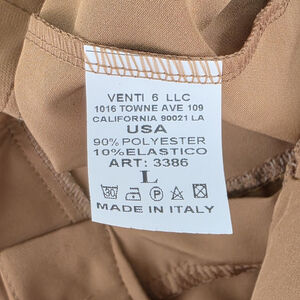 VENTI 6 LLC
1016 TOWNE AVE 109
CALIFORNIA 90021 LA
USA
90% POLYESTER
10% ELASTICO
ART: 3386
L
MADE IN ITALY